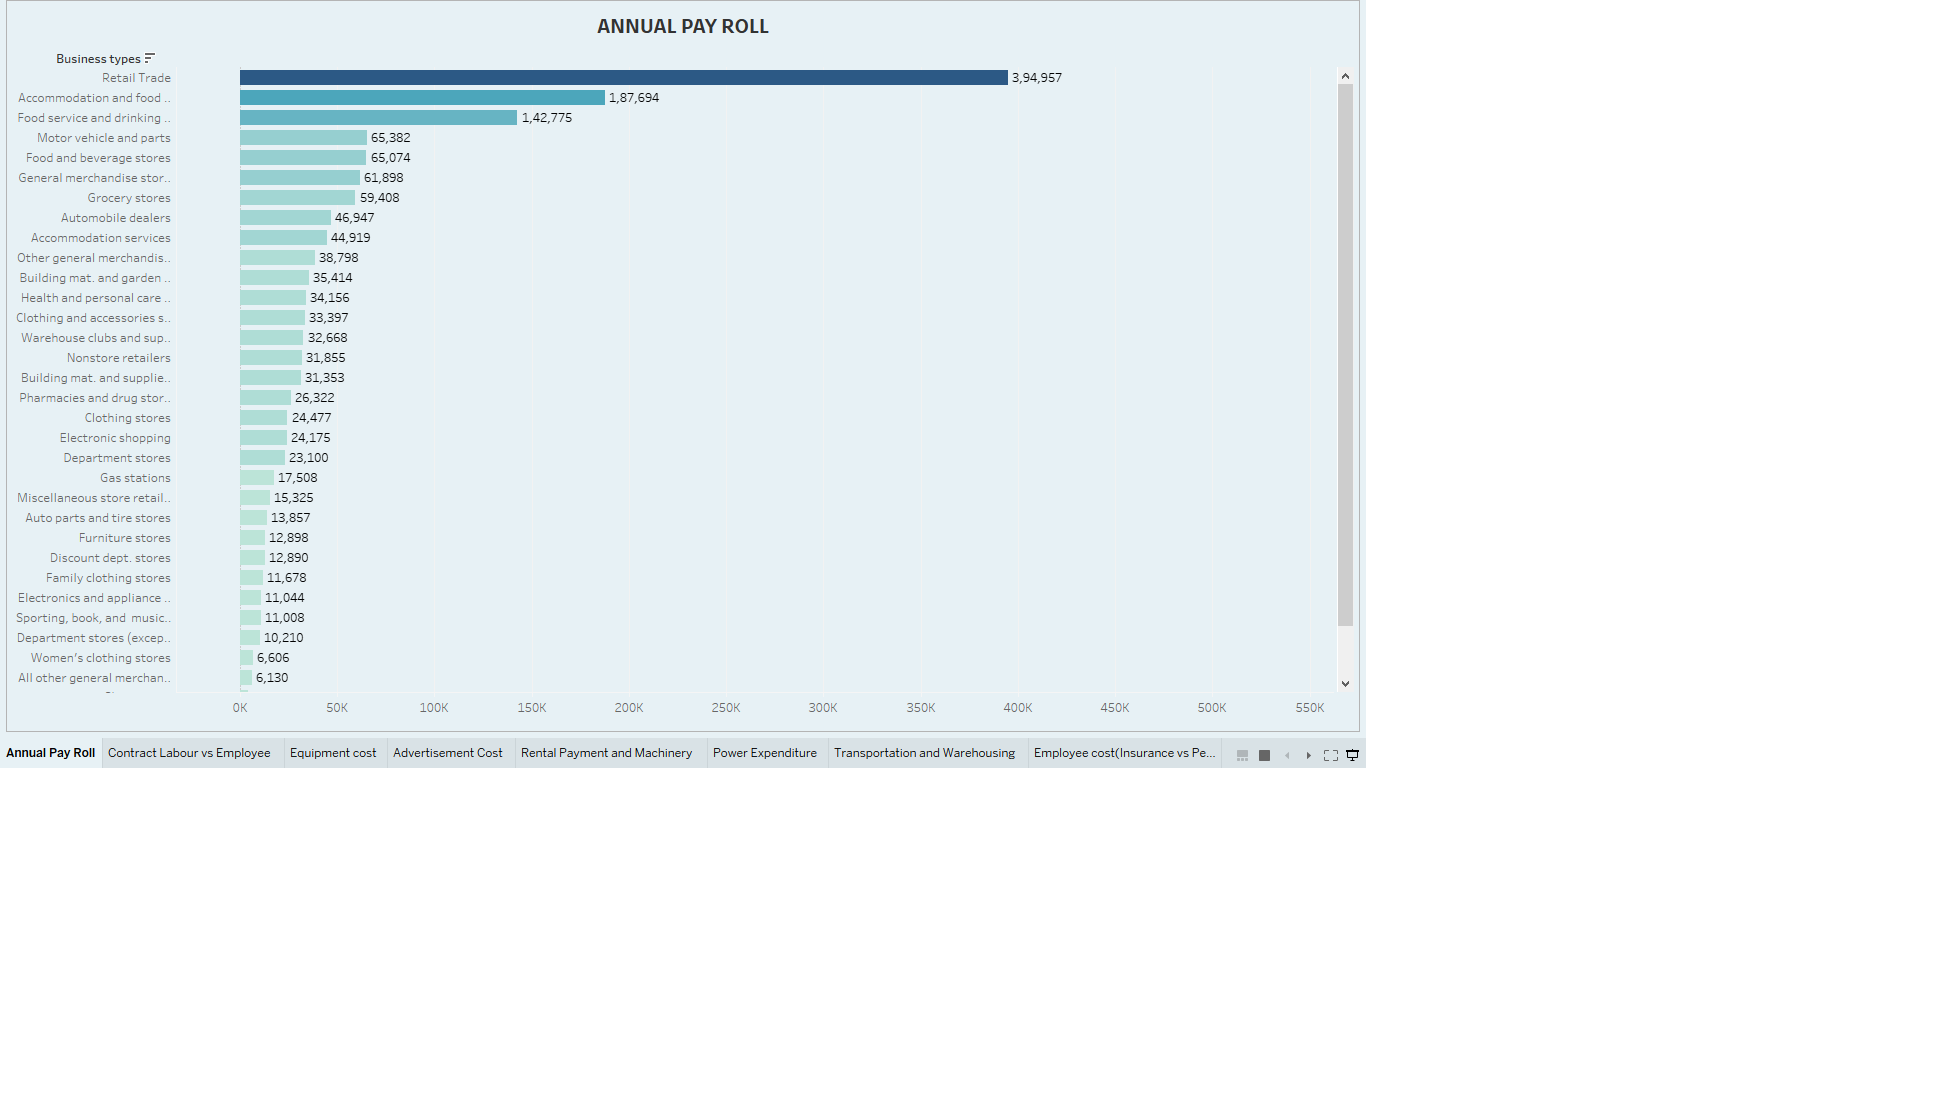 ANNUAL PAY ROLL
Business types
Retail Trade 3,94,957
Accommodation and food .. 1,87,694
Food service and drinking .. 1,42,775
Motor vehicle and parts 65,382
Food and beverage stores 65,074
General merchandise stor.. 61,898
Grocery stores 59,408
Automobile dealers 46,947
Accommodation services 44,919
Other general merchandis.. 38,798
Building mat. and garden .. 35,414
Health and personal care .. 34,156
Clothing and accessories s.. 33,397
Warehouse clubs and sup.. 32,668
Nonstore retailers 31,855
Building mat. and supplie.. 31,353
Pharmacies and drug stor.. 26,322
Clothing stores 24,477
Electronic shopping 24,175
Department stores 23,100
Gas stations 17,508
Miscellaneous store retail.. 15,325
Auto parts and tire stores 13,857
Furniture stores 12,898
Discount dept. stores 12,890
Family clothing stores 11,678
Electronics and appliance .. 11,044
Sporting, book, and music.. 11,008
Department stores (excep.. 10,210
Women's clothing stores 6,606
All other general merchan.. 6,130
0K 50K 100K 150K 200K 250K 300K 350K 400K 450K 500K 550K
Annual Pay Roll Contract Labour vs Employee Equipment cost Advertisement Cost Rental Payment and Machinery Power Expenditure Transportation and Warehousing Employee cost(Insurance vs Pe...